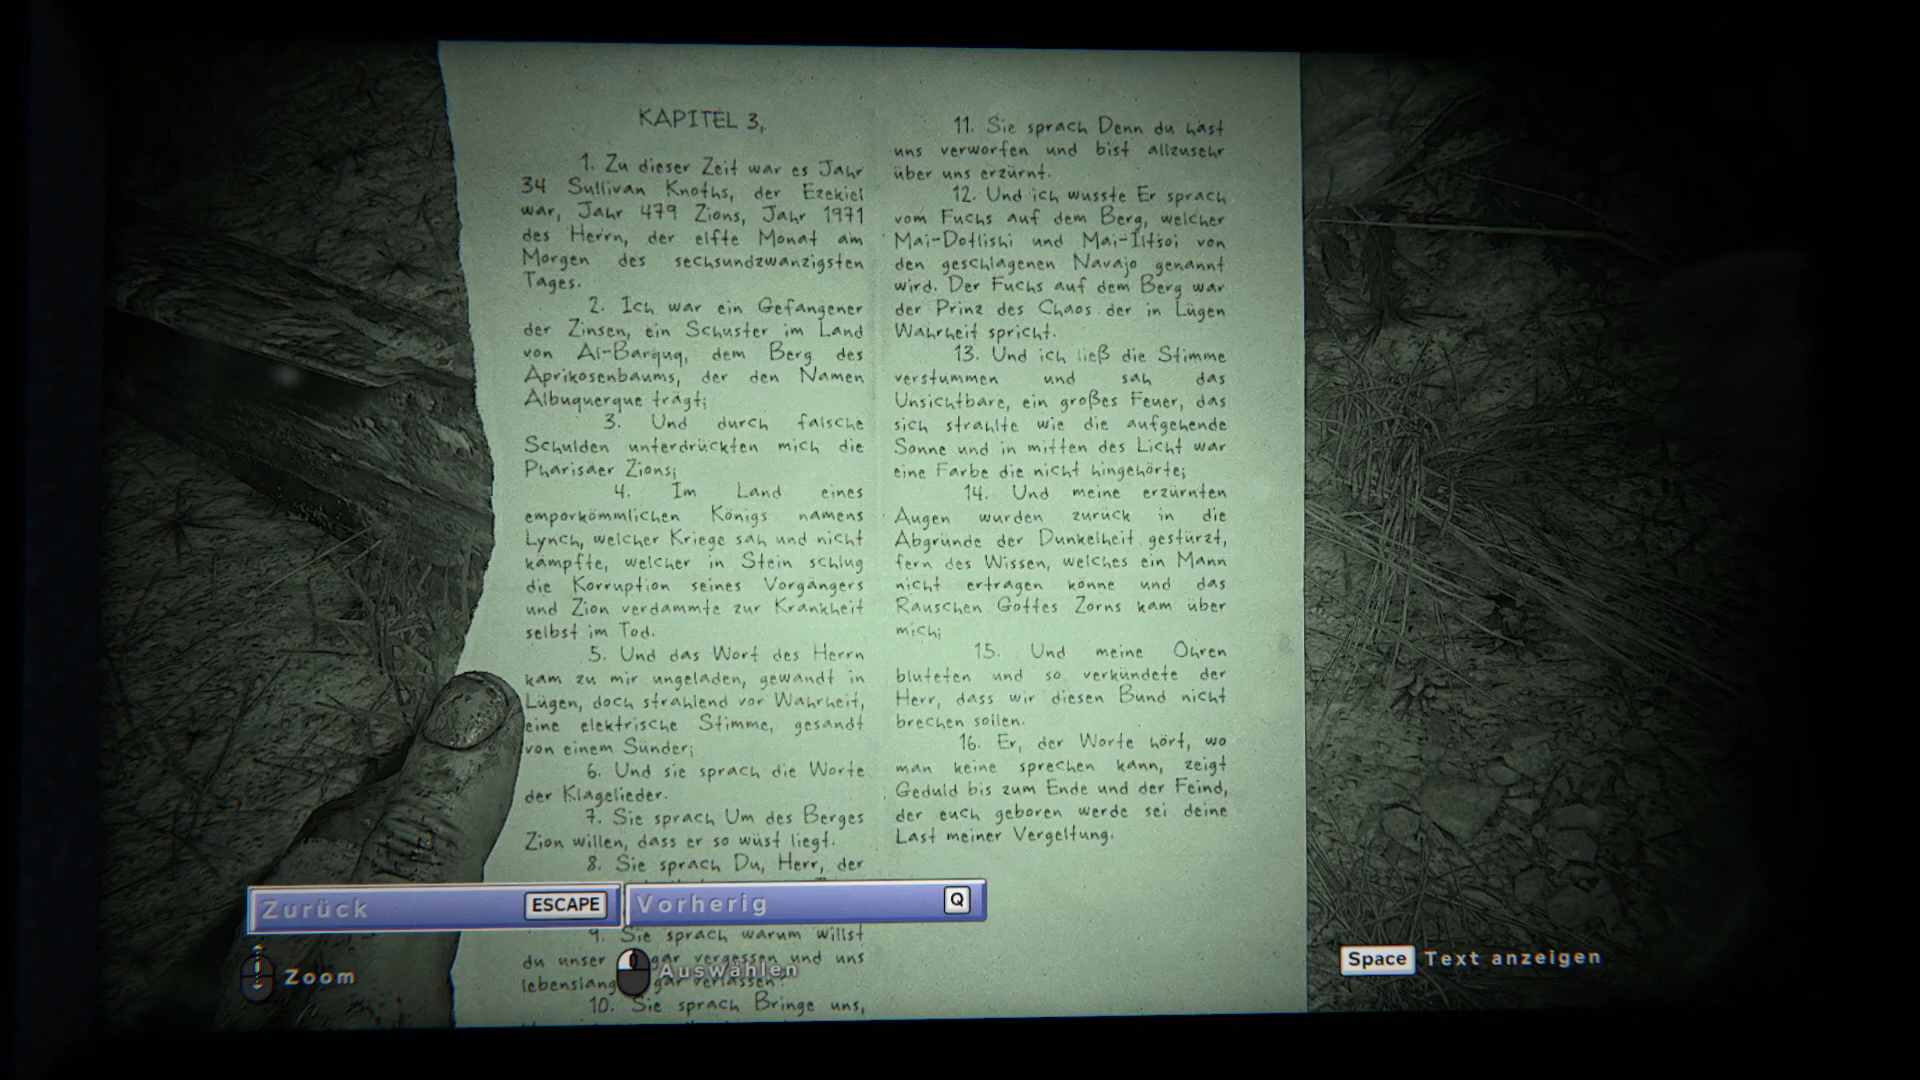 KAPITEL 3,
1. Zu dieser Zeit war es Jahr
34 Sullivan Knoths, der Ezekiel
war, Jahr 479 Zions, Jahr 1971
des Herrn, der elfte Monat am
Morgen des sechsundzwanzigsten
Tages.
2. Ich war ein Gefangener
der Zinsen, ein Schuster im Land
von Al-Barquq, dem Berg des
Aprikosenbaums, der den Namen
Albuquerque trägt;
3. Und durch falsche
Schulden unterdrückten mich die
Pharisäer Zions;
4. Im Land eines
emporkömmlichen Königs namens
Lynch, welcher Kriege sah und nicht
kämpfte, welcher in Stein schlug
die Korruption seines Vorgängers
und Zion verdammte zur Krankheit
selbst im Tod.
5. Und das Wort des Herrn
kam zu mir ungeladen, gewandt in
Lügen, doch strahlend vor Wahrheit,
eine elektrische Stimme, gesandt
von einem Sünder;
6. Und sie sprach die Worte
der Klagelieder.
7. Sie sprach Um des Berges
Zion willen, dass er so wüst liegt.
8. Sie sprach Du, Herr, der
9. Sie sprach warum willst
du unser gar vergessen und uns
lebenslang gar verlassen?
10. Sie sprach Bringe uns,
11. Sie sprach Denn du hast
uns verworfen und bist allzusehr
über uns erzürnt.
12. Und ich wusste Er sprach
vom Fuchs auf dem Berg, welcher
Mai-Dotlishi und Mai-Iltsoi von
den geschlagenen Navajo genannt
wird. Der Fuchs auf dem Berg war
der Prinz des Chaos der in Lügen
Wahrheit spricht.
13. Und ich ließ die Stimme
verstummen und sah das
Unsichtbare, ein großes Feuer, das
sich strahlte wie die aufgehende
Sonne und in mitten des Licht war
eine Farbe die nicht hingehörte;
14. Und meine erzürnten
Augen wurden zurück in die
Abgründe der Dunkelheit gestürzt,
fern des Wissen, welches ein Mann
nicht ertragen könne und das
Rauschen Gottes Zorns kam über
mich;
15. Und meine Ohren
bluteten und so verkündete der
Herr, dass wir diesen Bund nicht
brechen sollen.
16. Er, der Worte hört, wo
man keine sprechen kann, zeigt
Geduld bis zum Ende und der Feind,
der euch geboren werde sei deine
Last meiner Vergeltung.
Zurück ESCAPE Vorherig Q
Zoom Auswählen
Space Text anzeigen